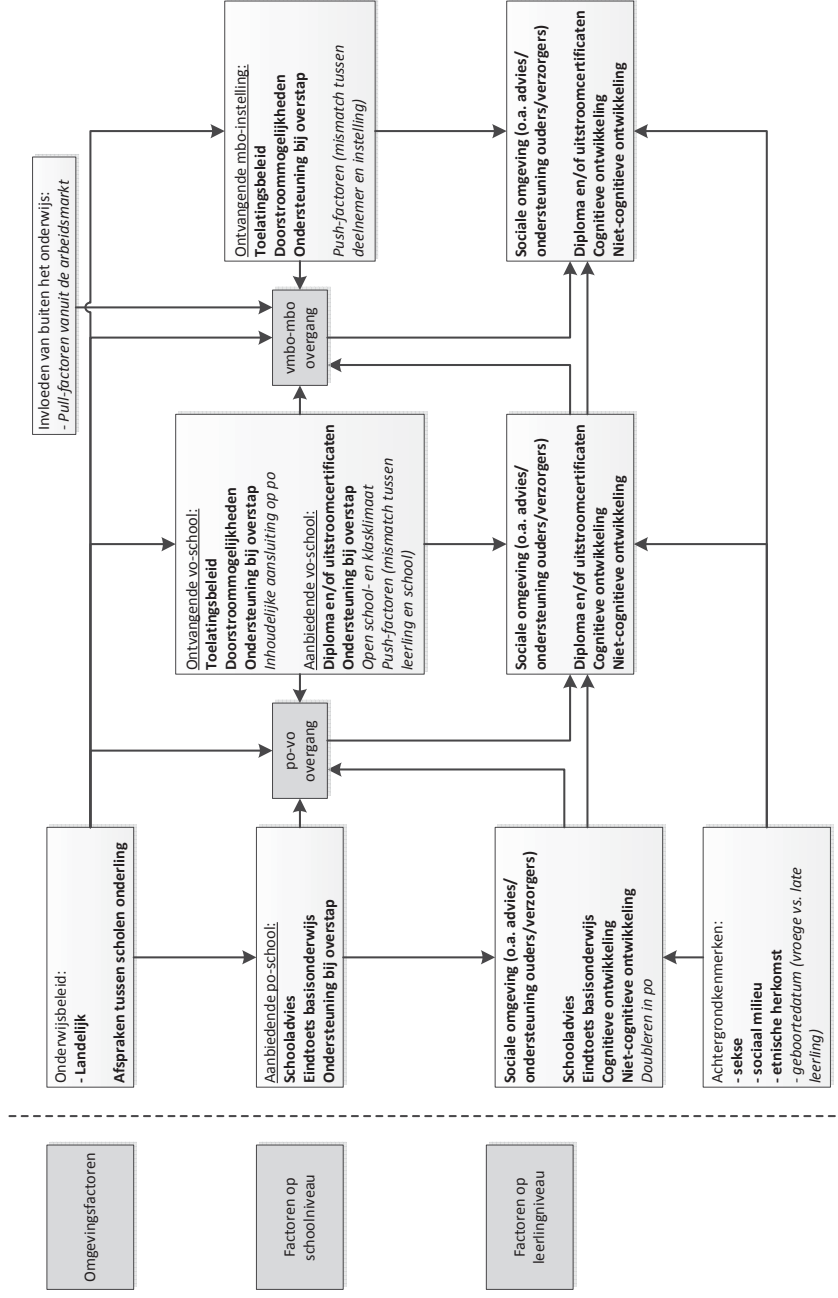 Omgevingsfactoren
Factoren op
schoolniveau
Factoren op
leerlingniveau
Onderwijsbeleid:
- Landelijk
Afspraken tussen scholen onderling
Invloeden van buiten het onderwijs:
- Pull-factoren vanuit de arbeidsmarkt
Aanbiedende po-school:
Schooladvies
Eindtoets basisonderwijs
Ondersteuning bij overstap
po-vo
overgang
Ontvangende vo-school:
Toelatingsbeleid
Doorstroommogelijkheden
Ondersteuning bij overstap
Inhoudelijke aansluiting op po
Aanbiedende vo-school:
Diploma en/of uitstroomcertificaten
Ondersteuning bij overstap
Open school- en klasklimaat
Push-factoren (mismatch tussen
leerling en school)
vmbo-mbo
overgang
Ontvangende mbo-instelling:
Toelatingsbeleid
Doorstroommogelijkheden
Ondersteuning bij overstap
Push-factoren (mismatch tussen
deelnemer en instelling)
Sociale omgeving (o.a. advies/
ondersteuning ouders/verzorgers)
Schooladvies
Eindtoets basisonderwijs
Cognitieve ontwikkeling
Niet-cognitieve ontwikkeling
Doubleren in po
Sociale omgeving (o.a. advies/
ondersteuning ouders/verzorgers)
Diploma en/of uitstroomcertificaten
Cognitieve ontwikkeling
Niet-cognitieve ontwikkeling
Sociale omgeving (o.a. advies/
ondersteuning ouders/verzorgers)
Diploma en/of uitstroomcertificaten
Cognitieve ontwikkeling
Niet-cognitieve ontwikkeling
Achtergrondkenmerken:
- sekse
- sociaal milieu
- etnische herkomst
- geboortedatum (vroege vs. late
leerling)